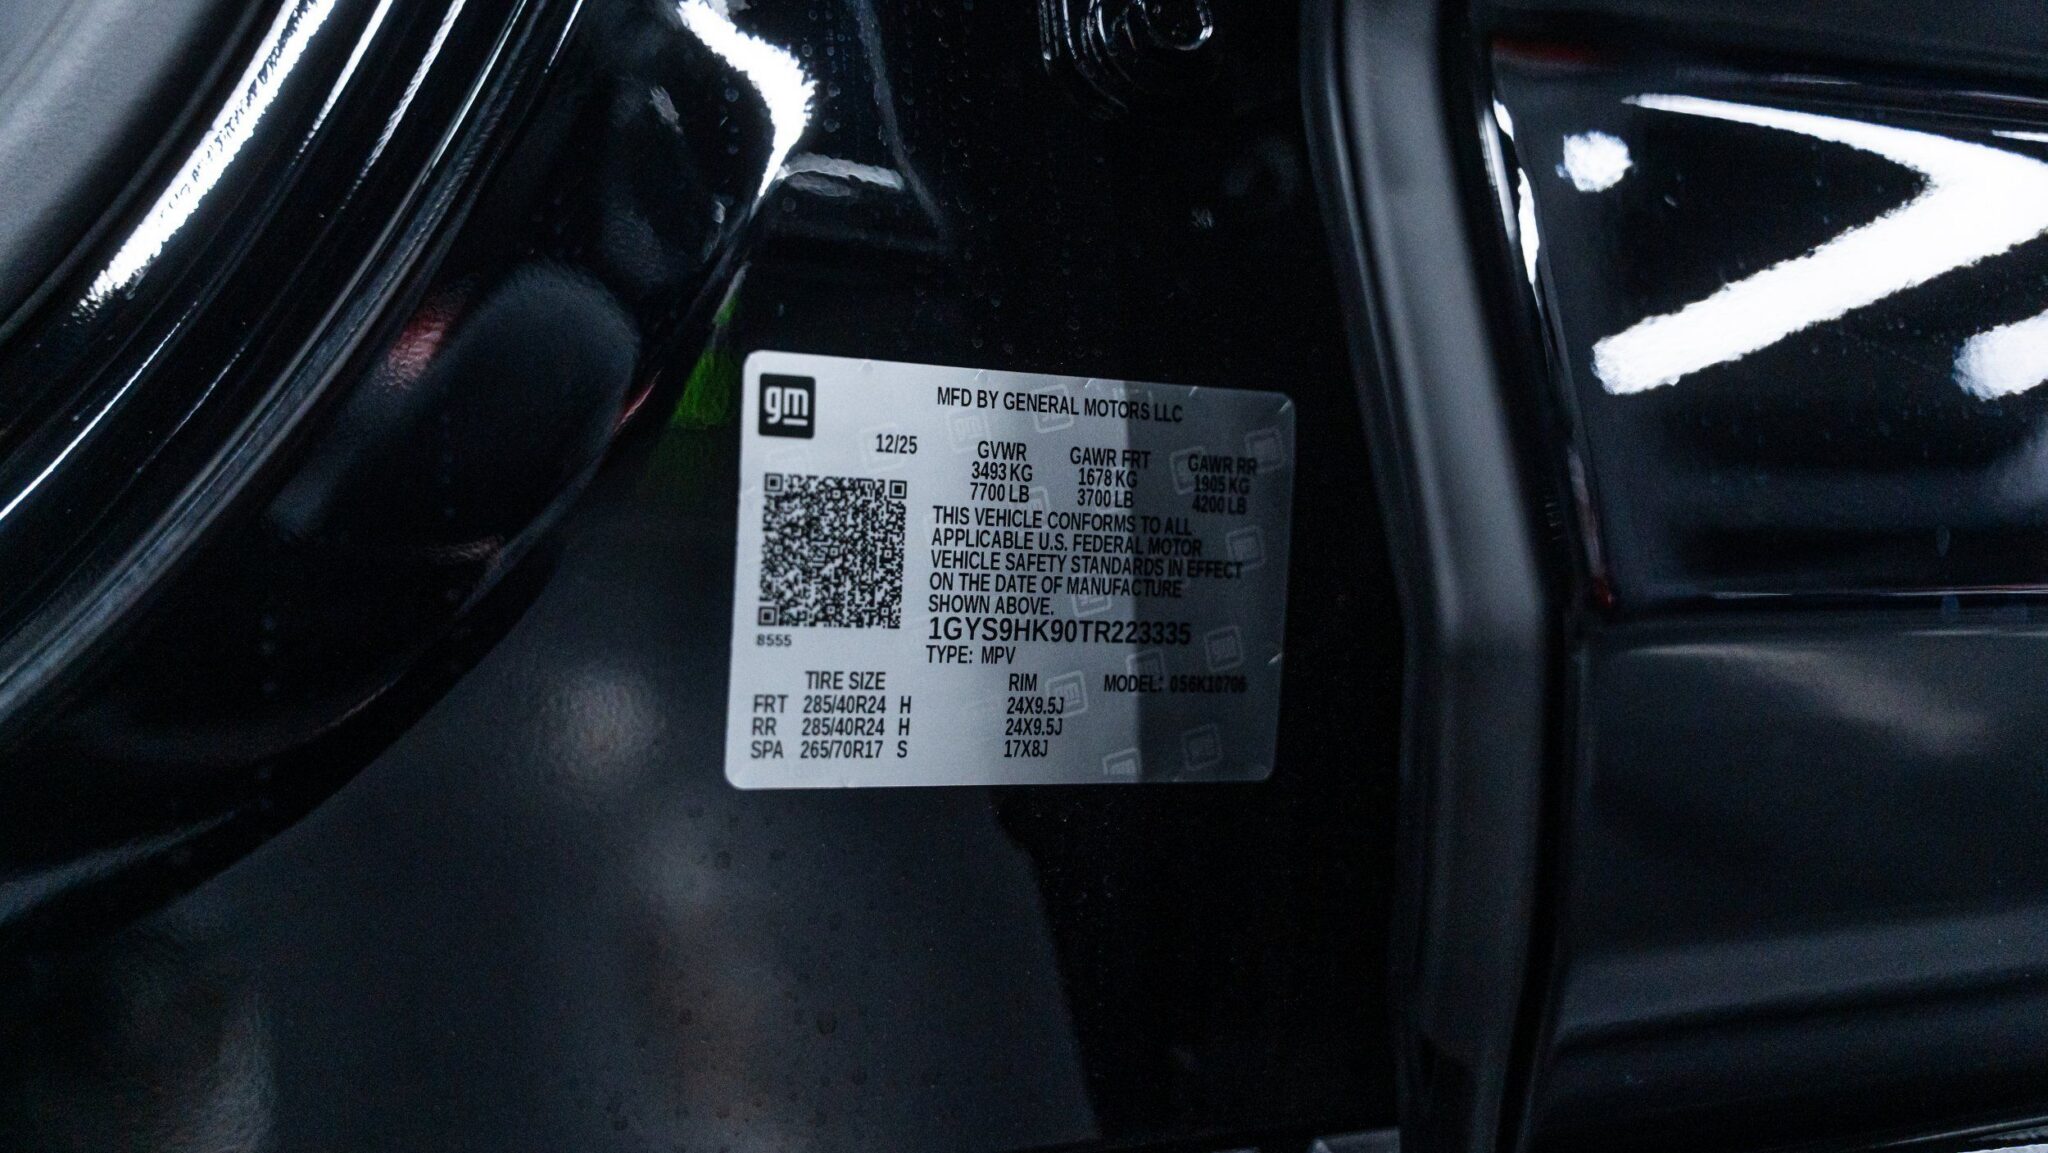 gm
MFD BY GENERAL MOTORS LLC
12/25
GVWR GAWR FRT GAWR RR
3493 KG 1678 KG 1905 KG
7700 LB 3700 LB 4200 LB
THIS VEHICLE CONFORMS TO ALL
APPLICABLE U.S. FEDERAL MOTOR
VEHICLE SAFETY STANDARDS IN EFFECT
ON THE DATE OF MANUFACTURE
SHOWN ABOVE.
8555
1GYS9HK90TR223335
TYPE: MPV
TIRE SIZE RIM MODEL: 056K10706
FRT 285/40R24 H 24X9.5J
RR 285/40R24 H 24X9.5J
SPA 265/70R17 S 17X8J